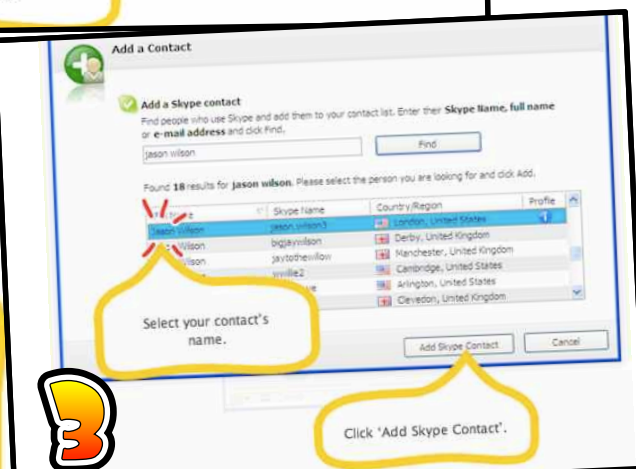 Add a Contact
Add a Skype contact
Find people who use Skype and add them to your contact list. Enter their Skype Name, full name
or e-mail address and click Find.
jason wilson
Find
Found 18 results for jason wilson. Please select the person you are looking for and click Add.
Skype Name Country/Region Profile
Jason Wilson jason.wilson3 London, United States
Wilson bigjaywilson Derby, United Kingdom
Wilson jaytothewillow Manchester, United Kingdom
wwillie2 Cambridge, United States
Arlington, United States
Clevedon, United Kingdom
Select your contact's
name.
Add Skype Contact Cancel
3
Click 'Add Skype Contact'.